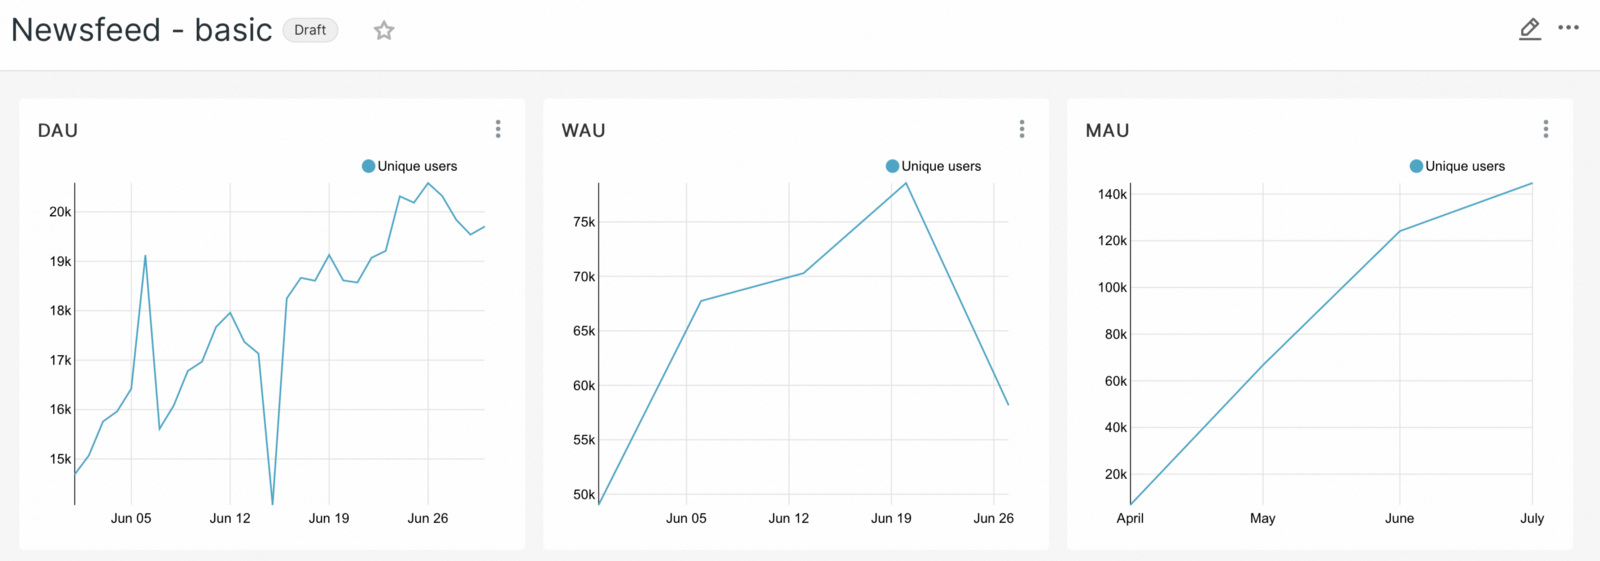 Newsfeed - basic Draft
DAU
Unique users
20k
19k
18k
17k
16k
15k
Jun 05 Jun 12 Jun 19 Jun 26
WAU
Unique users
75k
70k
65k
60k
55k
50k
Jun 05 Jun 12 Jun 19 Jun 26
MAU
Unique users
140k
120k
100k
80k
60k
40k
20k
April May June July